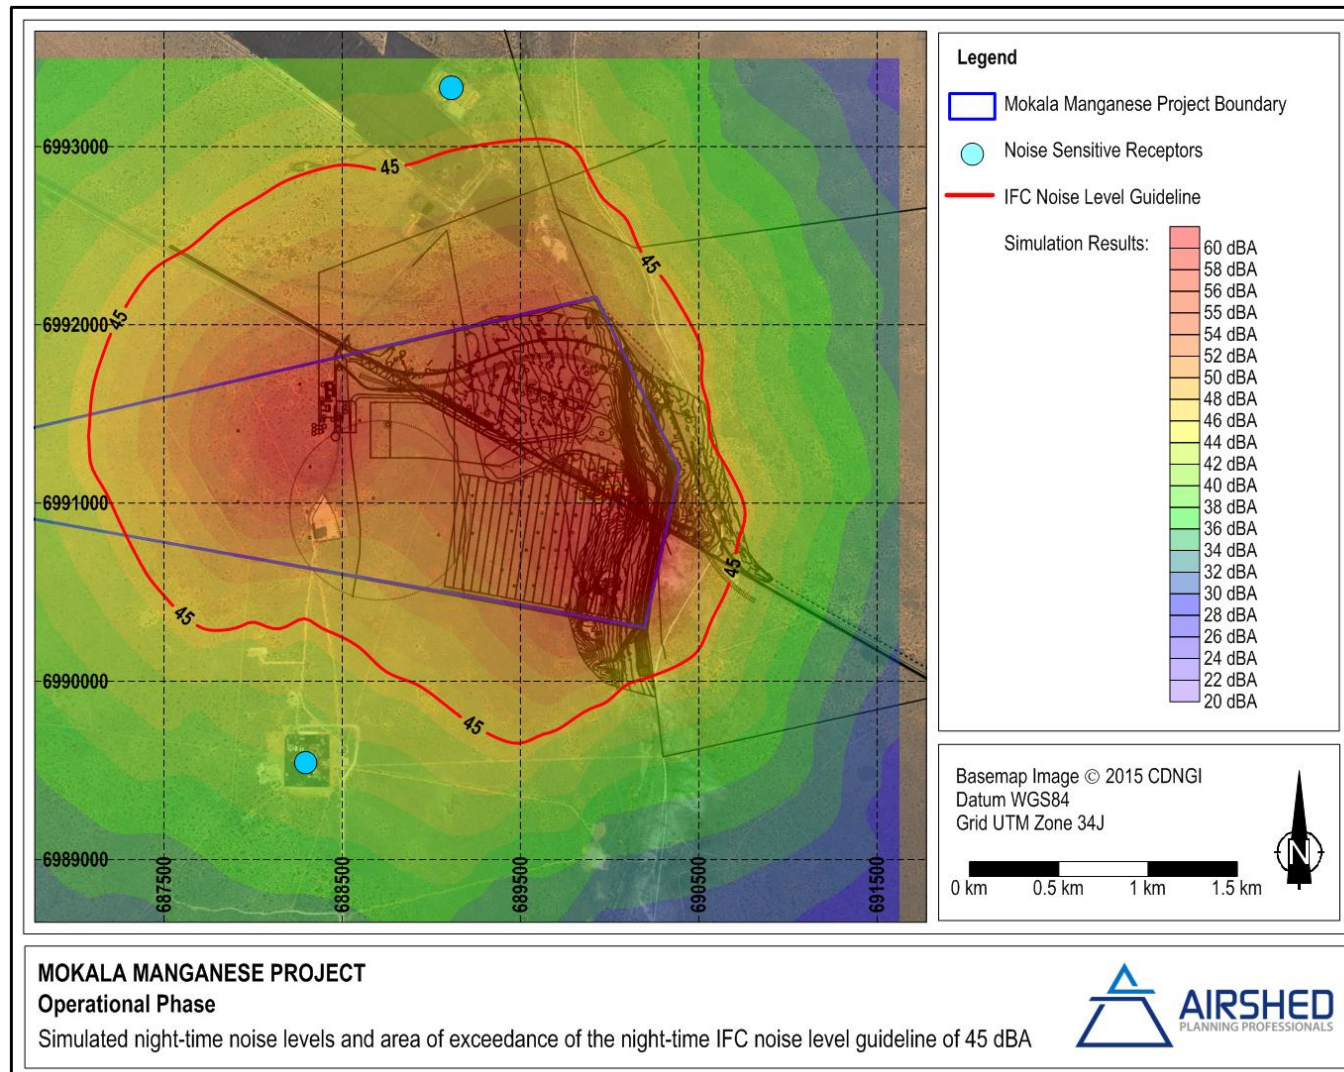 6993000
6992000
6991000
6990000
6989000
687500
688500
689500
690500
691500
45
45
45
45
45
45
Legend
Mokala Manganese Project Boundary
Noise Sensitive Receptors
IFC Noise Level Guideline
Simulation Results:
60 dBA
58 dBA
56 dBA
55 dBA
54 dBA
52 dBA
50 dBA
48 dBA
46 dBA
44 dBA
42 dBA
40 dBA
38 dBA
36 dBA
34 dBA
32 dBA
30 dBA
28 dBA
26 dBA
24 dBA
22 dBA
20 dBA
Basemap Image © 2015 CDNGI
Datum WGS84
Grid UTM Zone 34J
N
0 km 0.5 km 1 km 1.5 km
MOKALA MANGANESE PROJECT
Operational Phase
Simulated night-time noise levels and area of exceedance of the night-time IFC noise level guideline of 45 dBA
AIRSHED
PLANNING PROFESSIONALS